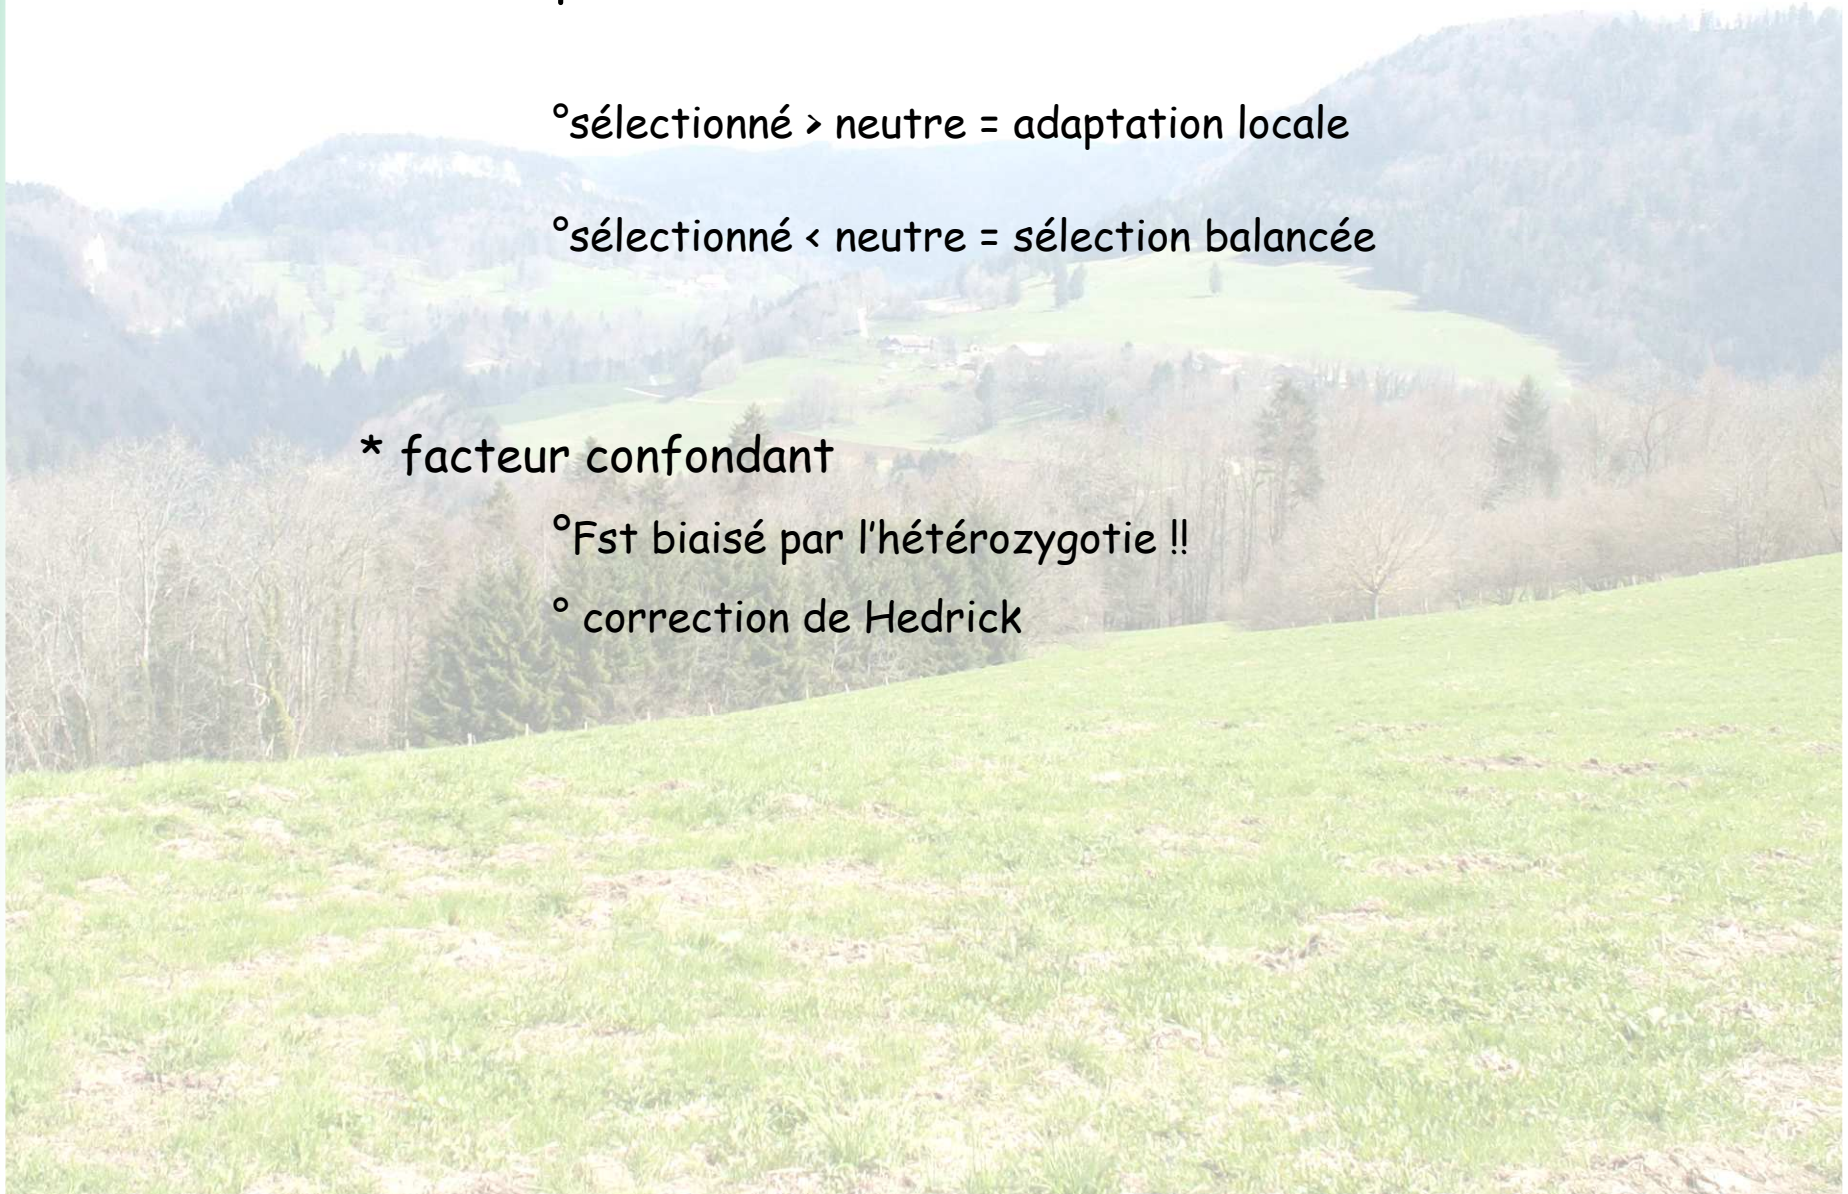 °sélectionné > neutre = adaptation locale
°sélectionné < neutre = sélection balancée
* facteur confondant
°Fst biaisé par l'hétérozygotie !!
° correction de Hedrick